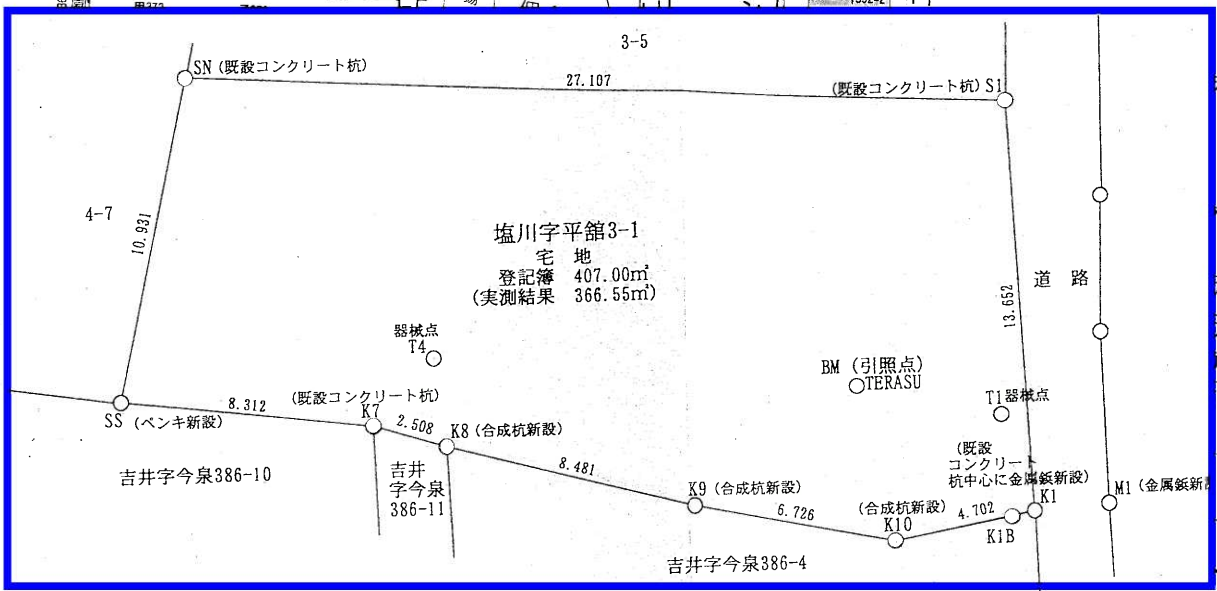 3-5
SN (既設コンクリート杭)
27.107
(既設コンクリート杭) S1
4-7
10.931
塩川字平舘3-1
宅 地
登記簿 407.00㎡
(実測結果 366.55㎡)
道 路
13.652
器械点
T4
BM (引照点)
TERASU
T1器械点
(既設コンクリート杭)
8.312
K7
SS (ペンキ新設)
2.508
K8 (合成杭新設)
(既設
コンクリート
杭中心に金属鋲新設)
K1
8.481
吉井字今泉386-10
吉井
字今泉
386-11
K9 (合成杭新設)
6.726
(合成杭新設)
K10
4.702
K1B
M1 (金属鋲新
吉井字今泉386-4